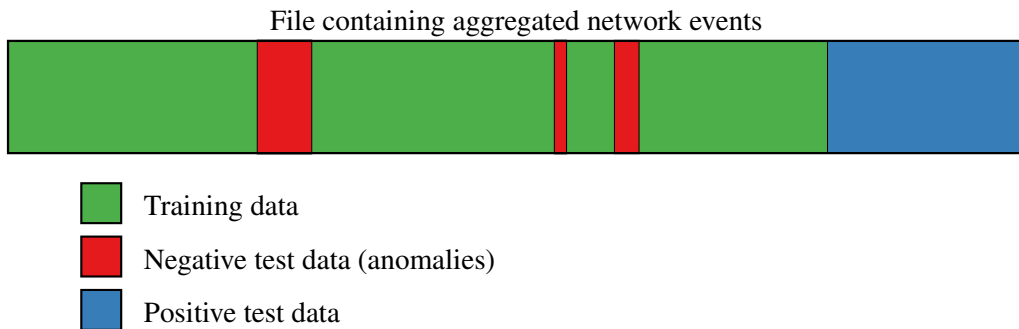 File containing aggregated network events
Training data
Negative test data (anomalies)
Positive test data